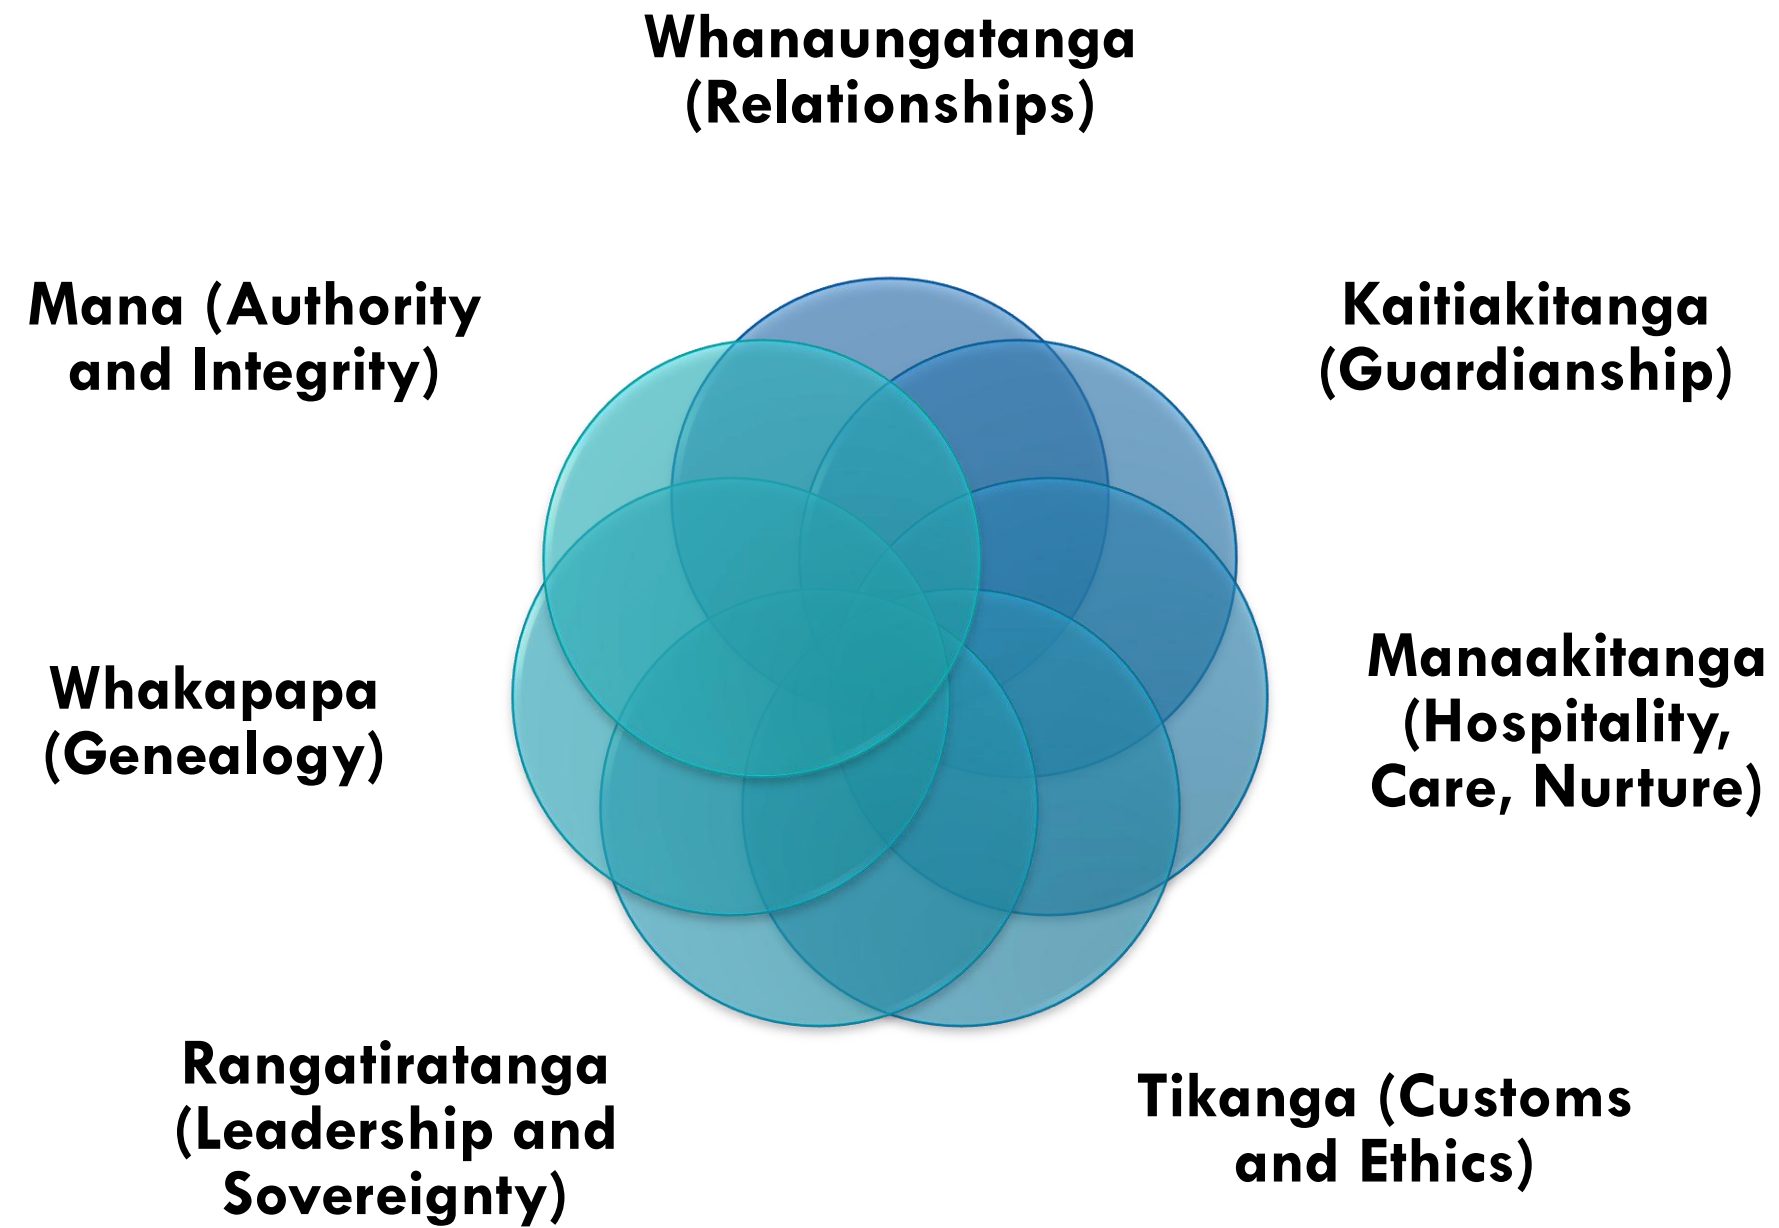 Whanaungatanga
(Relationships)
Kaitiakitanga
(Guardianship)
Manaakitanga
(Hospitality,
Care, Nurture)
Tikanga (Customs
and Ethics)
Rangatiratanga
(Leadership and
Sovereignty)
Whakapapa
(Genealogy)
Mana (Authority
and Integrity)